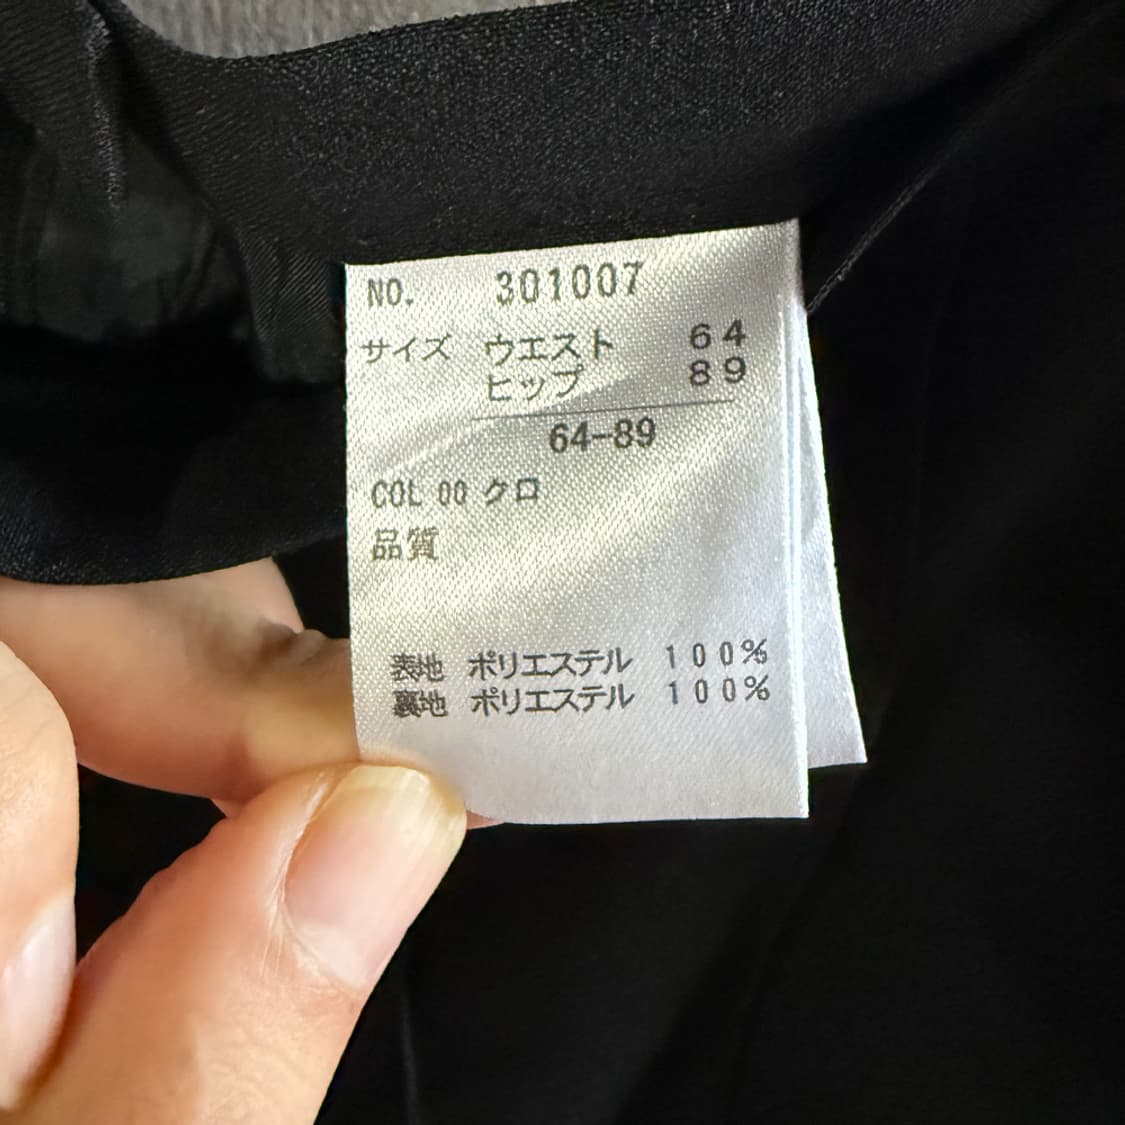 NO. 301007
サイズ ウエスト 64
ヒップ 89
64-89
COL 00 クロ
品質
表地 ポリエステル 100%
裏地 ポリエステル 100%